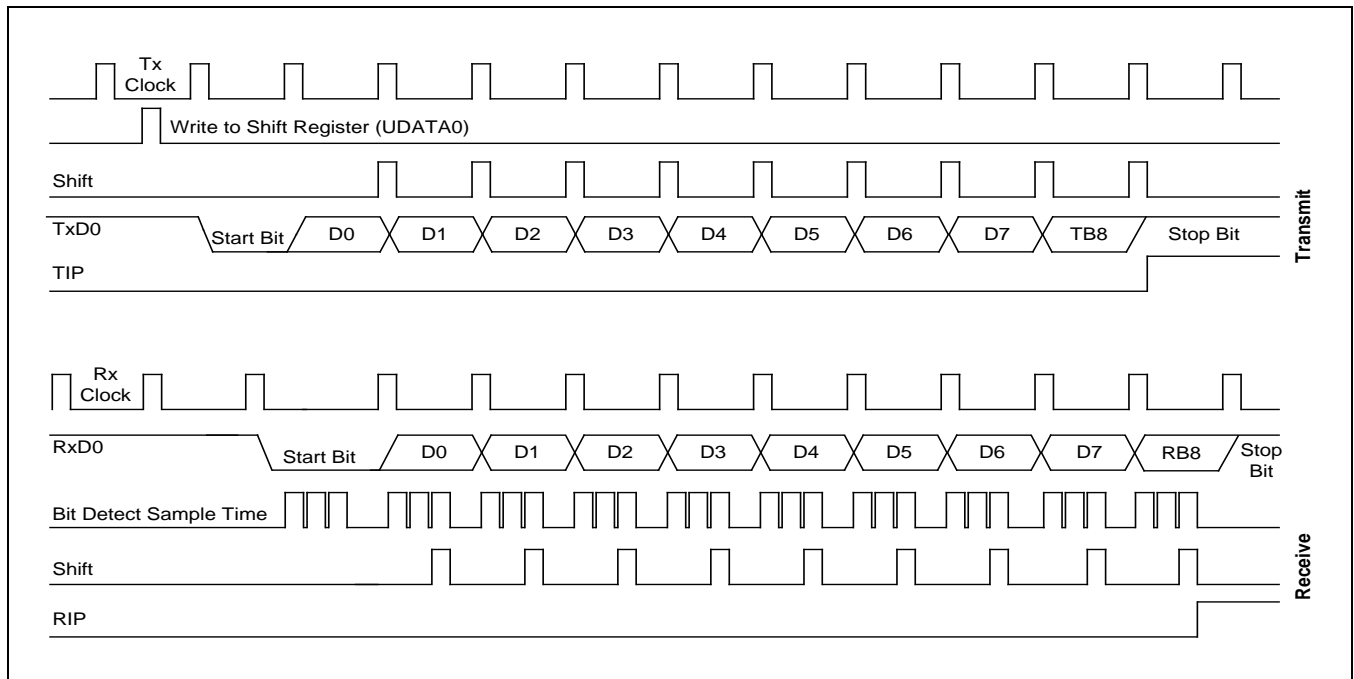 Tx
Clock
Write to Shift Register (UDATA0)
Shift
TxD0
Start Bit D0 D1 D2 D3 D4 D5 D6 D7 TB8 Stop Bit
TIP
Transmit
Rx
Clock
RxD0
Start Bit D0 D1 D2 D3 D4 D5 D6 D7 RB8 Stop
Bit
Bit Detect Sample Time
Shift
RIP
Receive